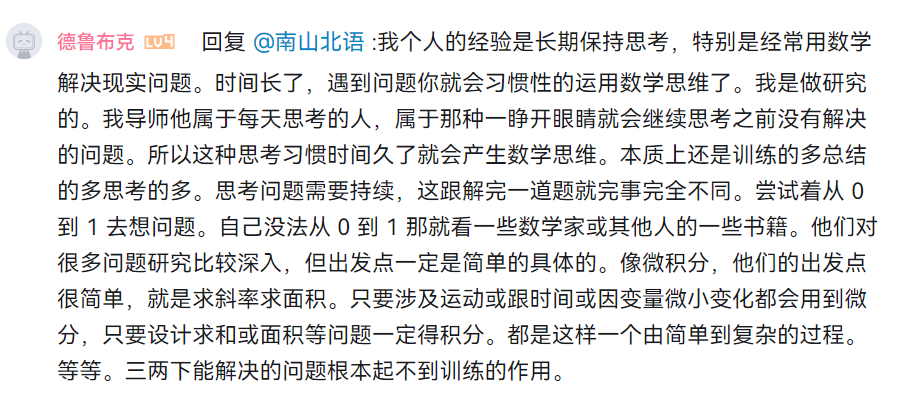 德鲁布克 LV4 回复 @南山北语 :我个人的经验是长期保持思考，特别是经常用数学
解决现实问题。时间长了，遇到问题你就会习惯性的运用数学思维了。我是做研究
的。我导师他属于每天思考的人，属于那种一睁开眼睛就会继续思考之前没有解决
的问题。所以这种思考习惯时间久了就会产生数学思维。本质上还是训练的多总结
的多思考的多。思考问题需要持续，这跟解完一道题就完事完全不同。尝试着从 0
到 1 去想问题。自己没法从 0 到 1 那就看一些数学家或其他人的一些书籍。他们对
很多问题研究比较深入，但出发点一定是简单的具体的。像微积分，他们的出发点
很简单，就是求斜率求面积。只要涉及运动或跟时间或因变量微小变化都会用到微
分，只要设计求和或面积等问题一定得积分。都是这样一个由简单到复杂的过程。
等等。三两下能解决的问题根本起不到训练的作用。